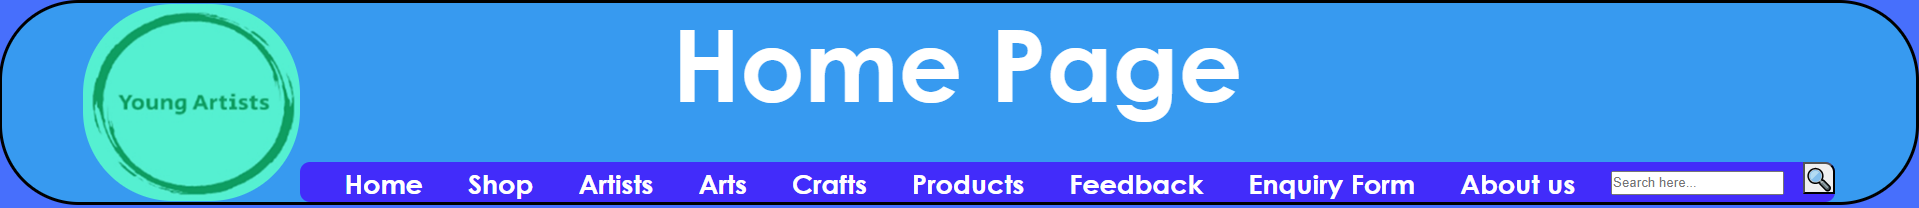 Home Page
Young Artists
Home Shop Artists Arts Crafts Products Feedback Enquiry Form About us Search here...